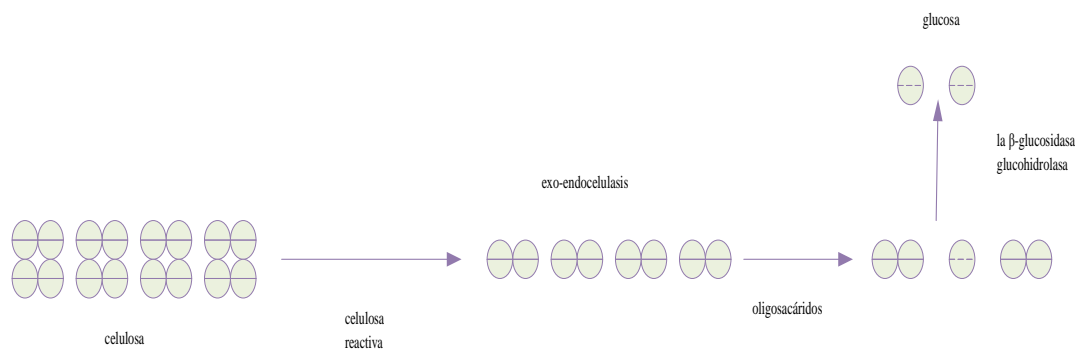 glucosa
la β-glucosidasa
glucohidrolasa
exo-endocelulasis
oligosacáridos
celulosa
reactiva
celulosa